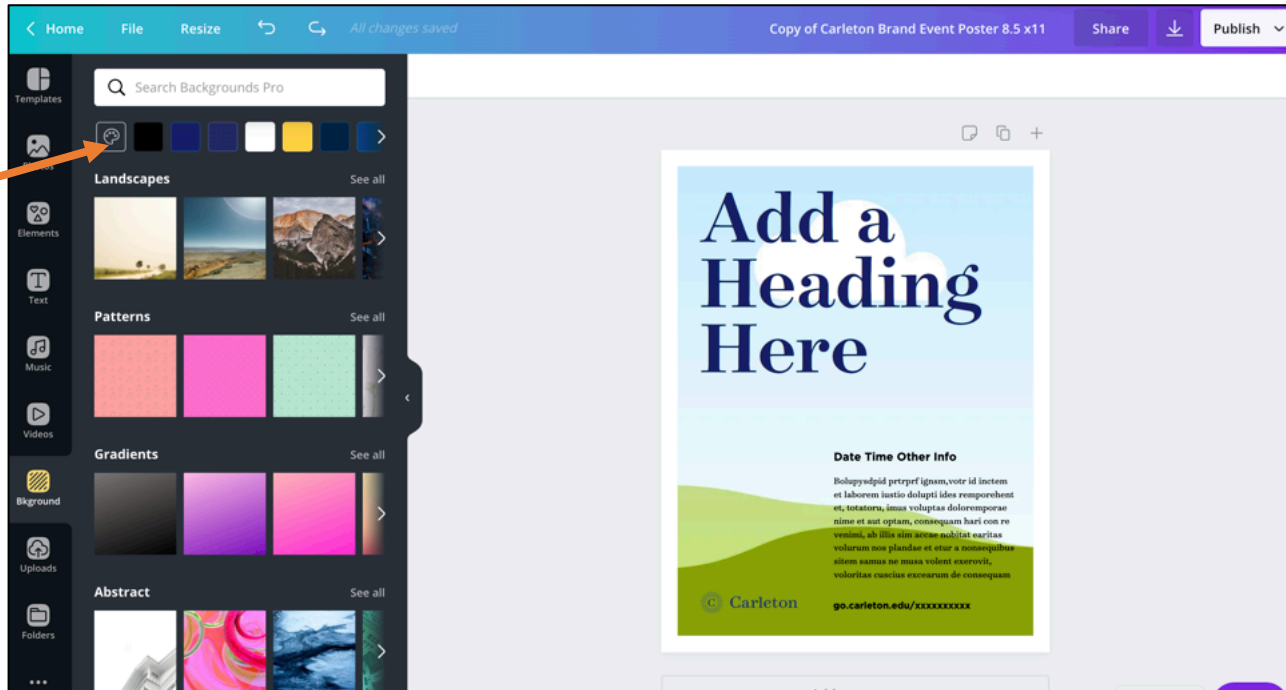 Home File Resize All changes saved Copy of Carleton Brand Event Poster 8.5 x11 Share Publish
Templates
Elements
Text
Music
Videos
Bkground
Uploads
Folders
Search Backgrounds Pro
Landscapes See all
Patterns See all
Gradients See all
Abstract See all
Add a
Heading
Here
Date Time Other Info
Bolupysdpid prtrprf ignam,votr id inctem
et laborem iustio dolupti ides remporehent
et, totatoru, imus voluptas doloremporae
nime et aut optam, consequam hari con re
venimi, ab illis sim accae nobitat earitas
volurum nos plandae et etur a nonsequibus
sitem samus ne musa volent exerovit,
voloritas cuscius excearum de consequam
C Carleton
go.carleton.edu/xxxxxxxxxx